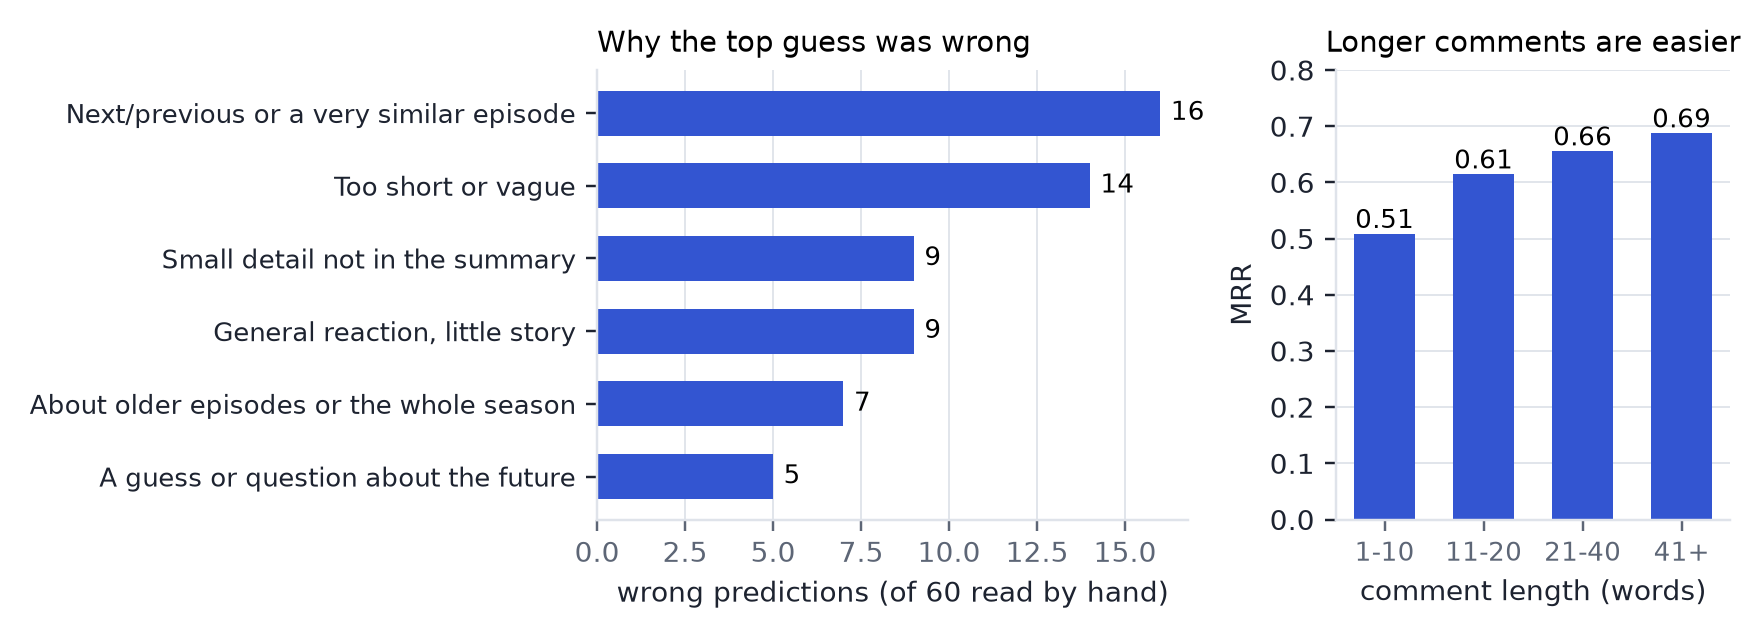 Why the top guess was wrong
Next/previous or a very similar episode
16
Too short or vague
14
Small detail not in the summary
9
General reaction, little story
9
About older episodes or the whole season
7
A guess or question about the future
5
0.0 2.5 5.0 7.5 10.0 12.5 15.0
wrong predictions (of 60 read by hand)
Longer comments are easier
MRR
0.8
0.7
0.6
0.5
0.4
0.3
0.2
0.1
0.0
0.51
0.61
0.66
0.69
1-10 11-20 21-40 41+
comment length (words)